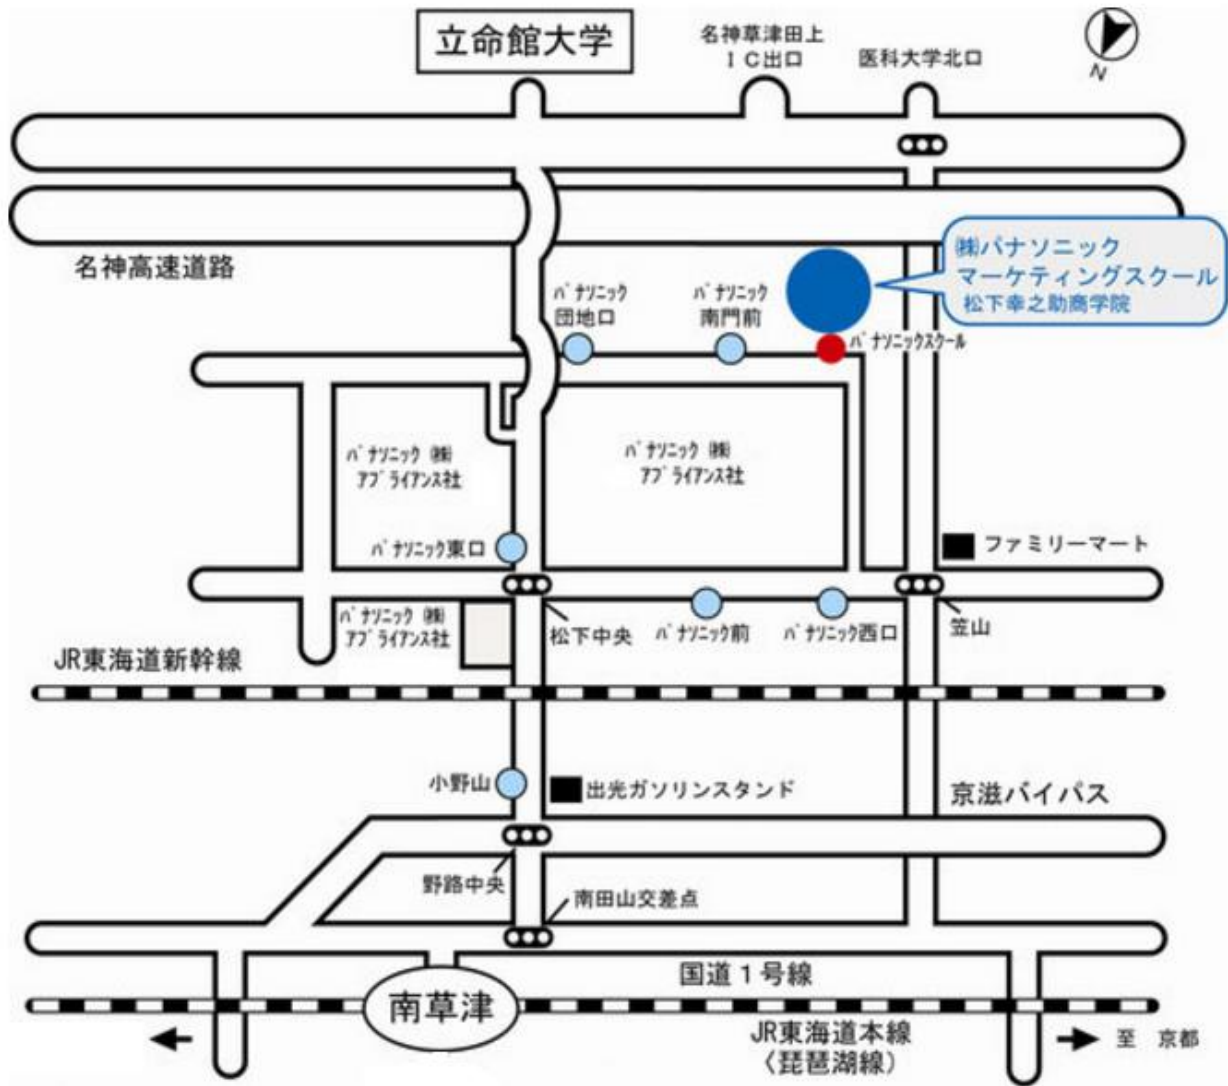 立命館大学
名神草津田上
ＩＣ出口
医科大学北口
N
名神高速道路
㈱パナソニック
マーケティングスクール
松下幸之助商学院
パナソニック
団地口
パナソニック
南門前
パナソニックスクール
パナソニック ㈱
アプライアンス社
パナソニック ㈱
アプライアンス社
パナソニック東口
ファミリーマート
パナソニック ㈱
アプライアンス社
松下中央
パナソニック前
パナソニック西口
笠山
JR東海道新幹線
小野山
出光ガソリンスタンド
京滋バイパス
野路中央
南田山交差点
国道１号線
南草津
JR東海道本線
〈琵琶湖線〉
至　京都